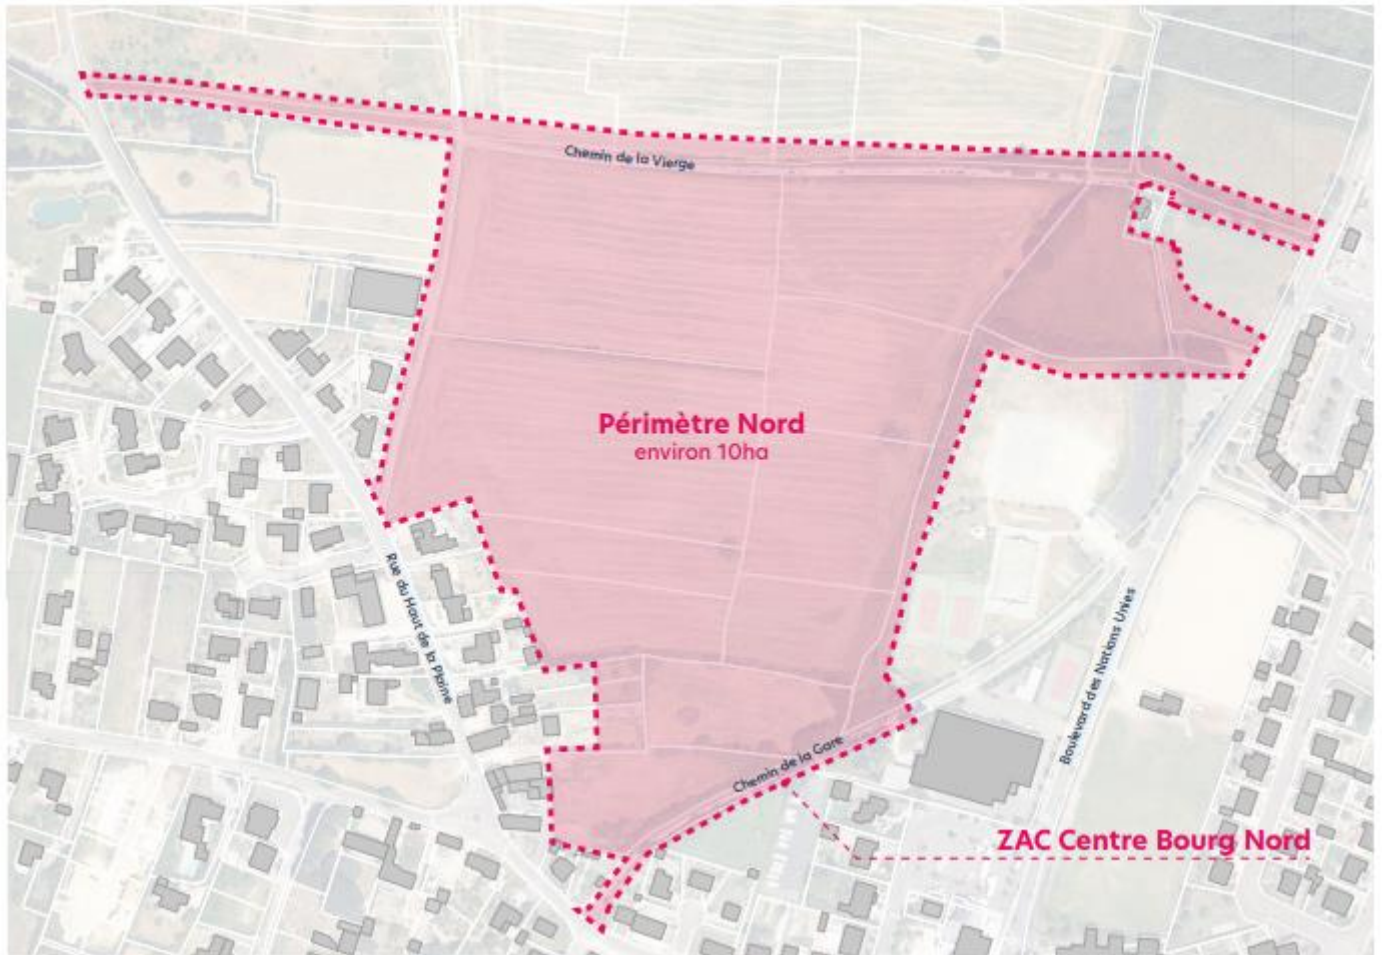 Chemin de la Vierge
Périmètre Nord
environ 10ha
Rue du Haut de la Plaine
Boulevard des Nations Unies
Chemin de la Gare
ZAC Centre Bourg Nord